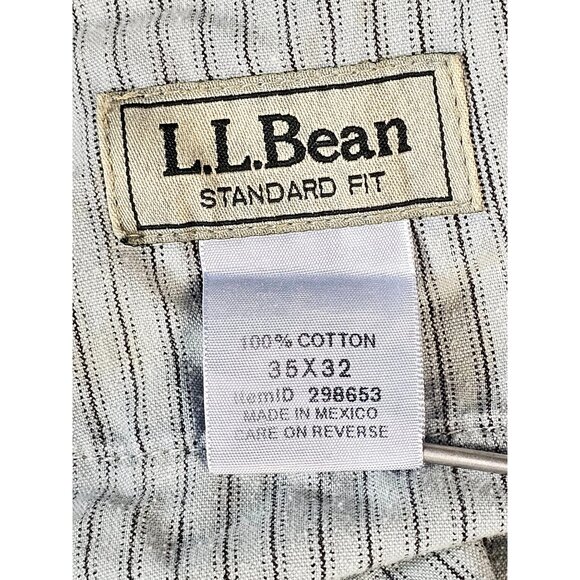 L.L.Bean
STANDARD FIT
100% COTTON
35X32
ItemID 298653
MADE IN MEXICO
CARE ON REVERSE